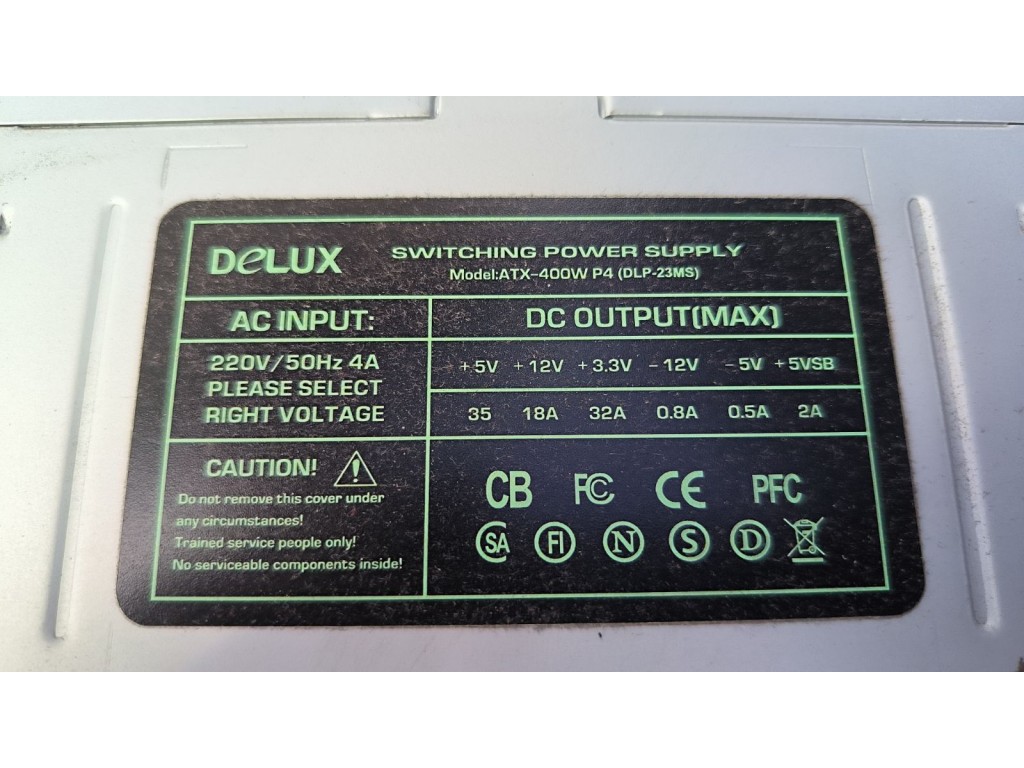 DeLUX
SWITCHING POWER SUPPLY
Model:ATX-400W P4 (DLP-23MS)
AC INPUT:
220V/50Hz 4A
PLEASE SELECT
RIGHT VOLTAGE
DC OUTPUT(MAX)
+5V +12V +3.3V -12V -5V +5VSB
35 18A 32A 0.8A 0.5A 2A
CAUTION!
Do not remove this cover under
any circumstances!
Trained service people only!
No serviceable components inside!
CB FC CE PFC
SA FI N S D